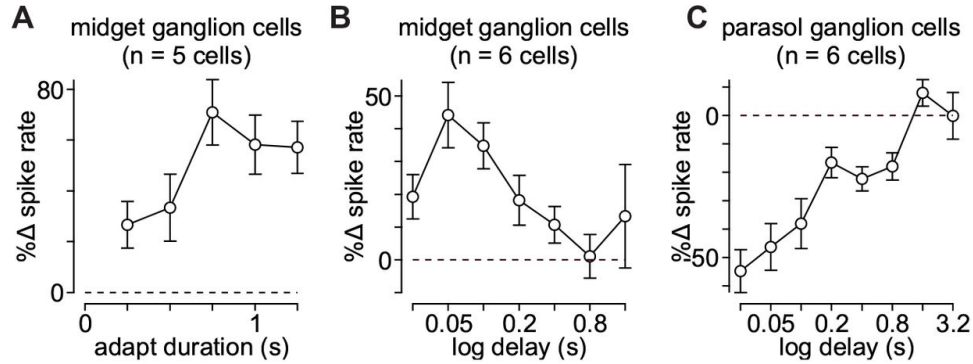 A
midget ganglion cells
(n = 5 cells)
%Δ spike rate
80
0
0
1
adapt duration (s)
B
midget ganglion cells
(n = 6 cells)
%Δ spike rate
50
0
0.05
0.2
0.8
log delay (s)
C
parasol ganglion cells
(n = 6 cells)
%Δ spike rate
0
-50
0.05
0.2
0.8
3.2
log delay (s)